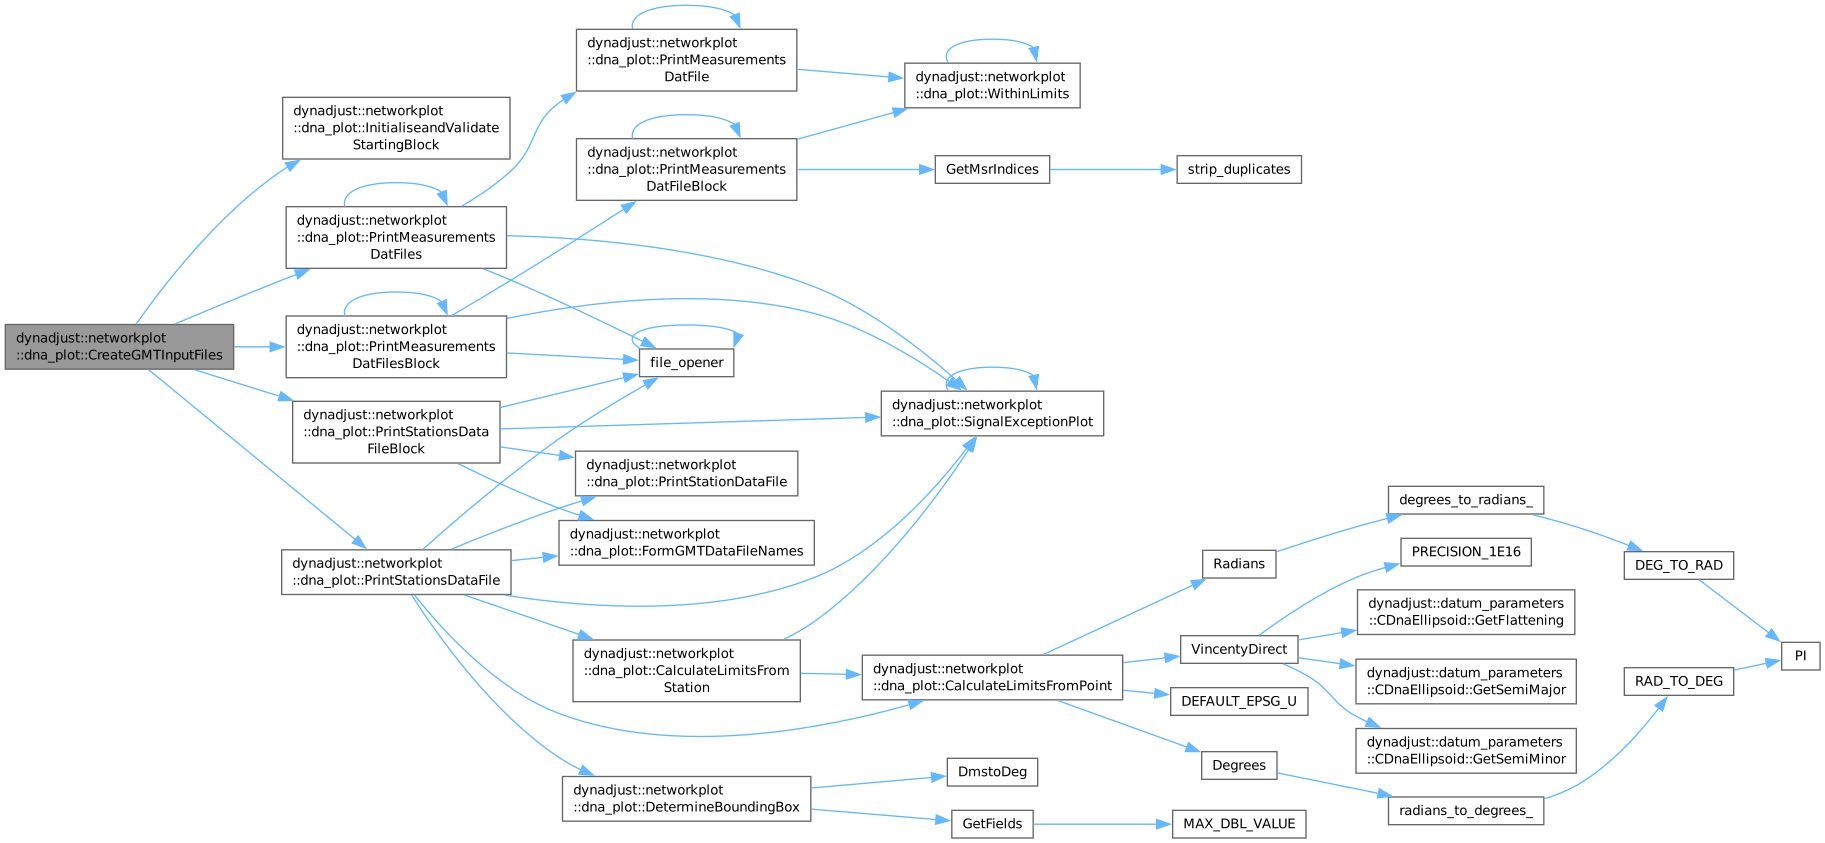 dynadjust::networkplot
::dna_plot::CreateGMTInputFiles
dynadjust::networkplot
::dna_plot::InitialiseandValidate
StartingBlock
dynadjust::networkplot
::dna_plot::PrintMeasurements
DatFiles
dynadjust::networkplot
::dna_plot::PrintMeasurements
DatFilesBlock
dynadjust::networkplot
::dna_plot::PrintStationsData
FileBlock
dynadjust::networkplot
::dna_plot::PrintStationsDataFile
dynadjust::networkplot
::dna_plot::PrintMeasurements
DatFile
dynadjust::networkplot
::dna_plot::PrintMeasurements
DatFileBlock
file_opener
dynadjust::networkplot
::dna_plot::PrintStationDataFile
dynadjust::networkplot
::dna_plot::FormGMTDataFileNames
dynadjust::networkplot
::dna_plot::CalculateLimitsFrom
Station
dynadjust::networkplot
::dna_plot::DetermineBoundingBox
dynadjust::networkplot
::dna_plot::WithinLimits
GetMsrIndices
strip_duplicates
dynadjust::networkplot
::dna_plot::SignalExceptionPlot
dynadjust::networkplot
::dna_plot::CalculateLimitsFromPoint
DmstoDeg
GetFields
MAX_DBL_VALUE
Radians
VincentyDirect
DEFAULT_EPSG_U
Degrees
degrees_to_radians_
PRECISION_1E16
dynadjust::datum_parameters
::CDnaEllipsoid::GetFlattening
dynadjust::datum_parameters
::CDnaEllipsoid::GetSemiMajor
dynadjust::datum_parameters
::CDnaEllipsoid::GetSemiMinor
radians_to_degrees_
DEG_TO_RAD
RAD_TO_DEG
PI